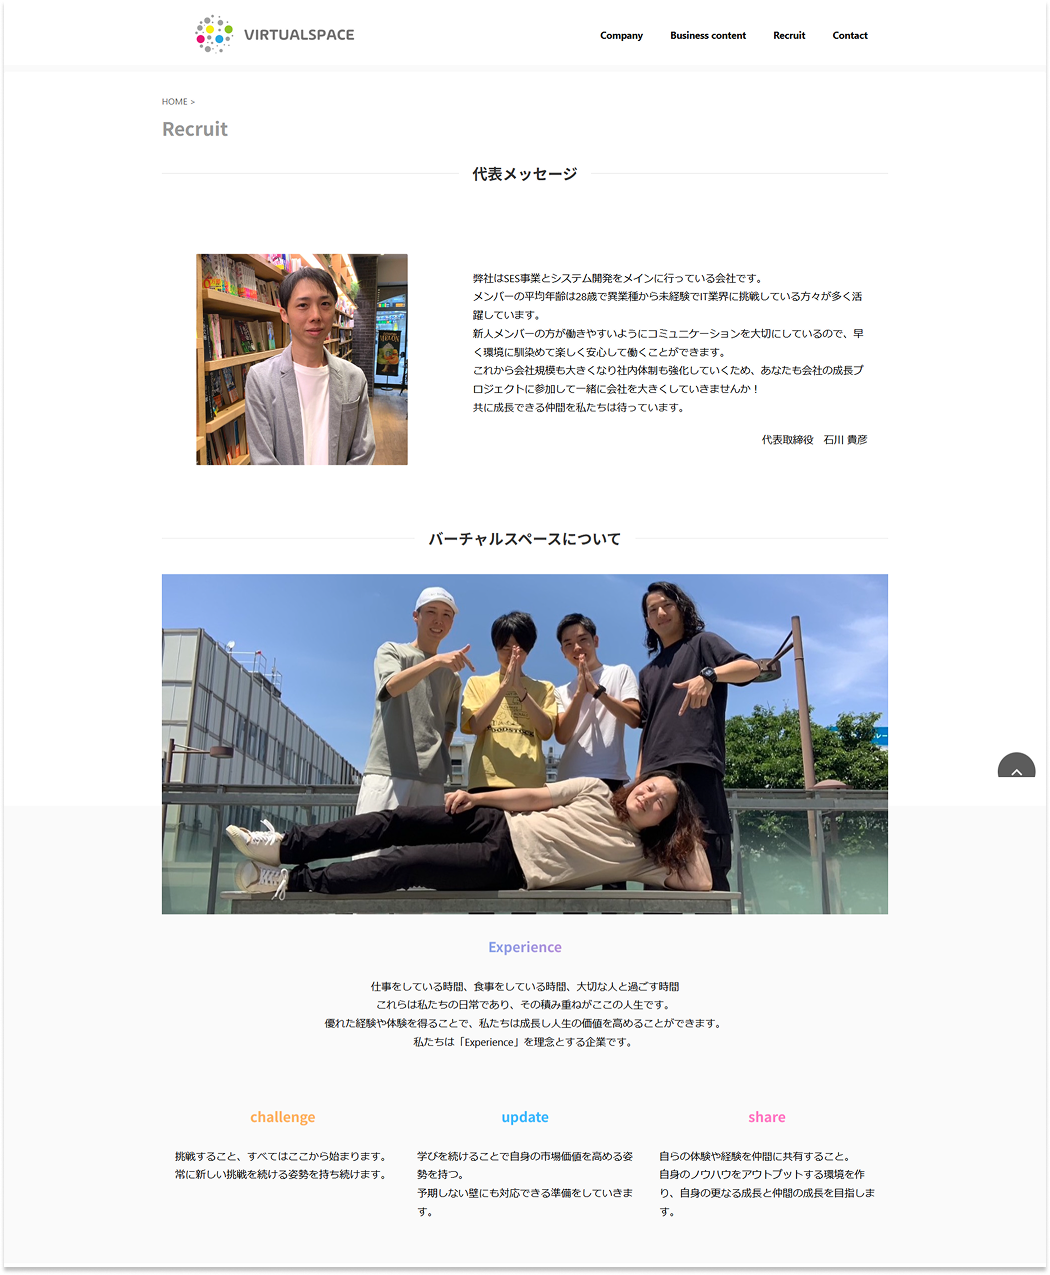 VIRTUALSPACE
Company
Business content
Recruit
Contact
HOME >
Recruit
代表メッセージ
弊社はSES事業とシステム開発をメインに行っている会社です。
メンバーの平均年齢は28歳で異業種から未経験でIT業界に挑戦している方々が多く活
躍しています。
新人メンバーの方が働きやすいようにコミュニケーションを大切にしているので、早
く環境に馴染めて楽しく安心して働くことができます。
これから会社規模も大きくなり社内体制も強化していくため、あなたも会社の成長プ
ロジェクトに参加して一緒に会社を大きくしていきませんか！
共に成長できる仲間を私たちは待っています。
代表取締役　石川 貴彦
バーチャルスペースについて
Experience
仕事をしている時間、食事をしている時間、大切な人と過ごす時間
これらは私たちの日常であり、その積み重ねがここの人生です。
優れた経験や体験を得ることで、私たちは成長し人生の価値を高めることができます。
私たちは「Experience」を理念とする企業です。
challenge
挑戦すること、すべてはここから始まります。
常に新しい挑戦を続ける姿勢を持ち続けます。
update
学びを続けることで自身の市場価値を高める姿
勢を持つ。
予期しない壁にも対応できる準備をしていきま
す。
share
自らの体験や経験を仲間に共有すること。
自身のノウハウをアウトプットする環境を作
り、自身の更なる成長と仲間の成長を目指しま
す。